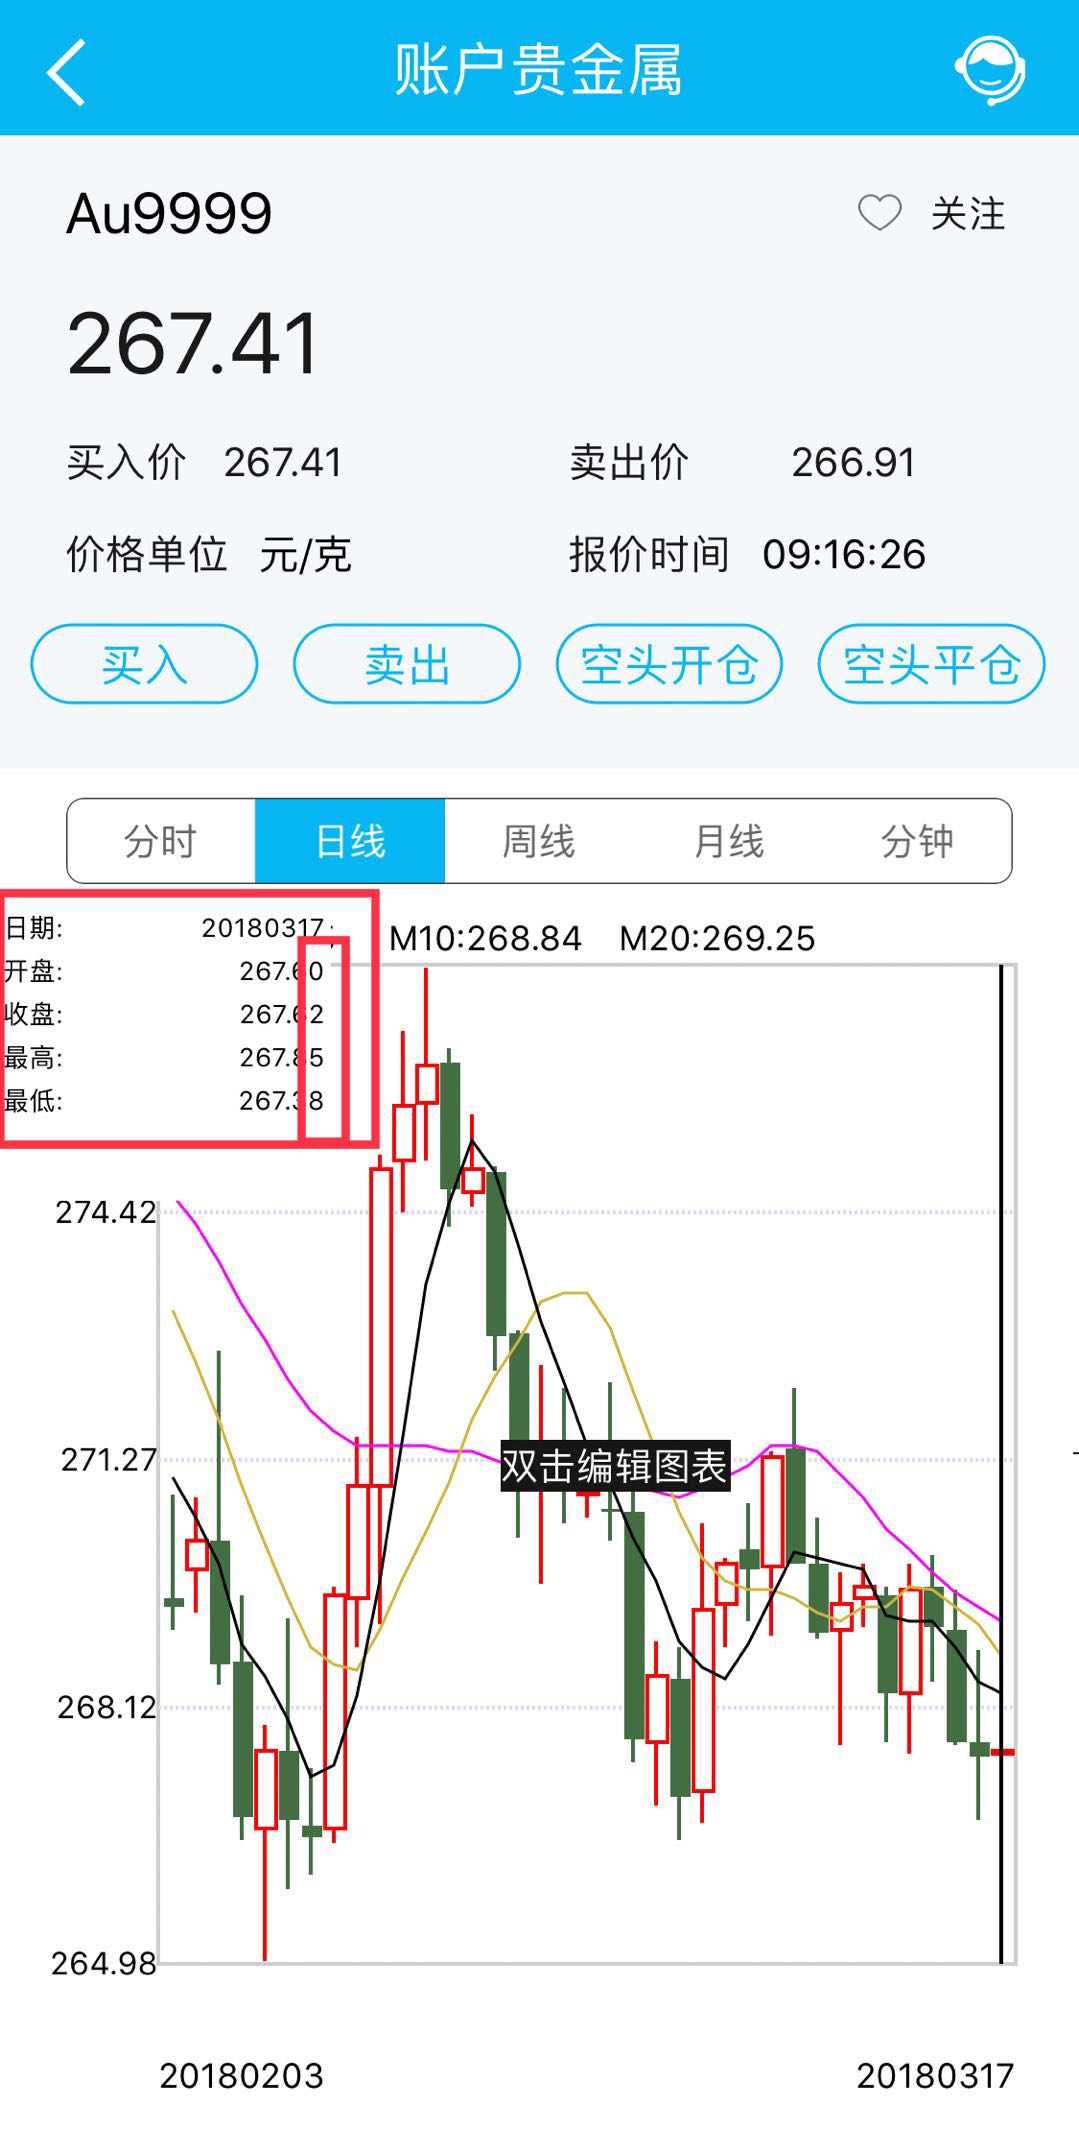 账户贵金属
Au9999
关注
267.41
买入价 267.41 卖出价 266.91
价格单位 元/克 报价时间 09:16:26
买入 卖出 空头开仓 空头平仓
分时 日线 周线 月线 分钟
日期: 20180317
M10:268.84 M20:269.25
开盘: 267.60
收盘: 267.62
最高: 267.85
最低: 267.38
274.42
271.27
双击编辑图表
268.12
264.98
20180203 20180317